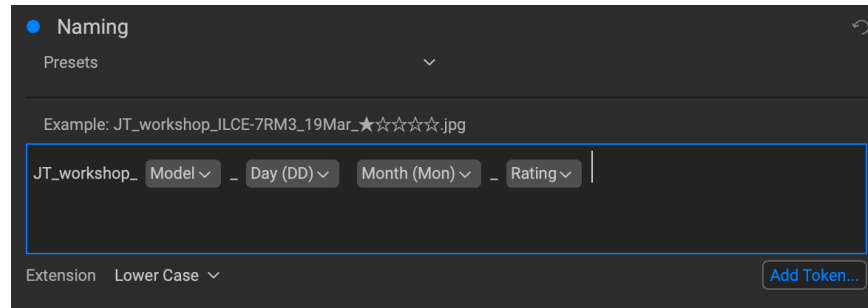 Naming
Presets
Example: JT_workshop_ILCE-7RM3_19Mar_★☆☆☆☆.jpg
JT_workshop_ Model _ Day (DD) Month (Mon) _ Rating
Extension Lower Case Add Token...